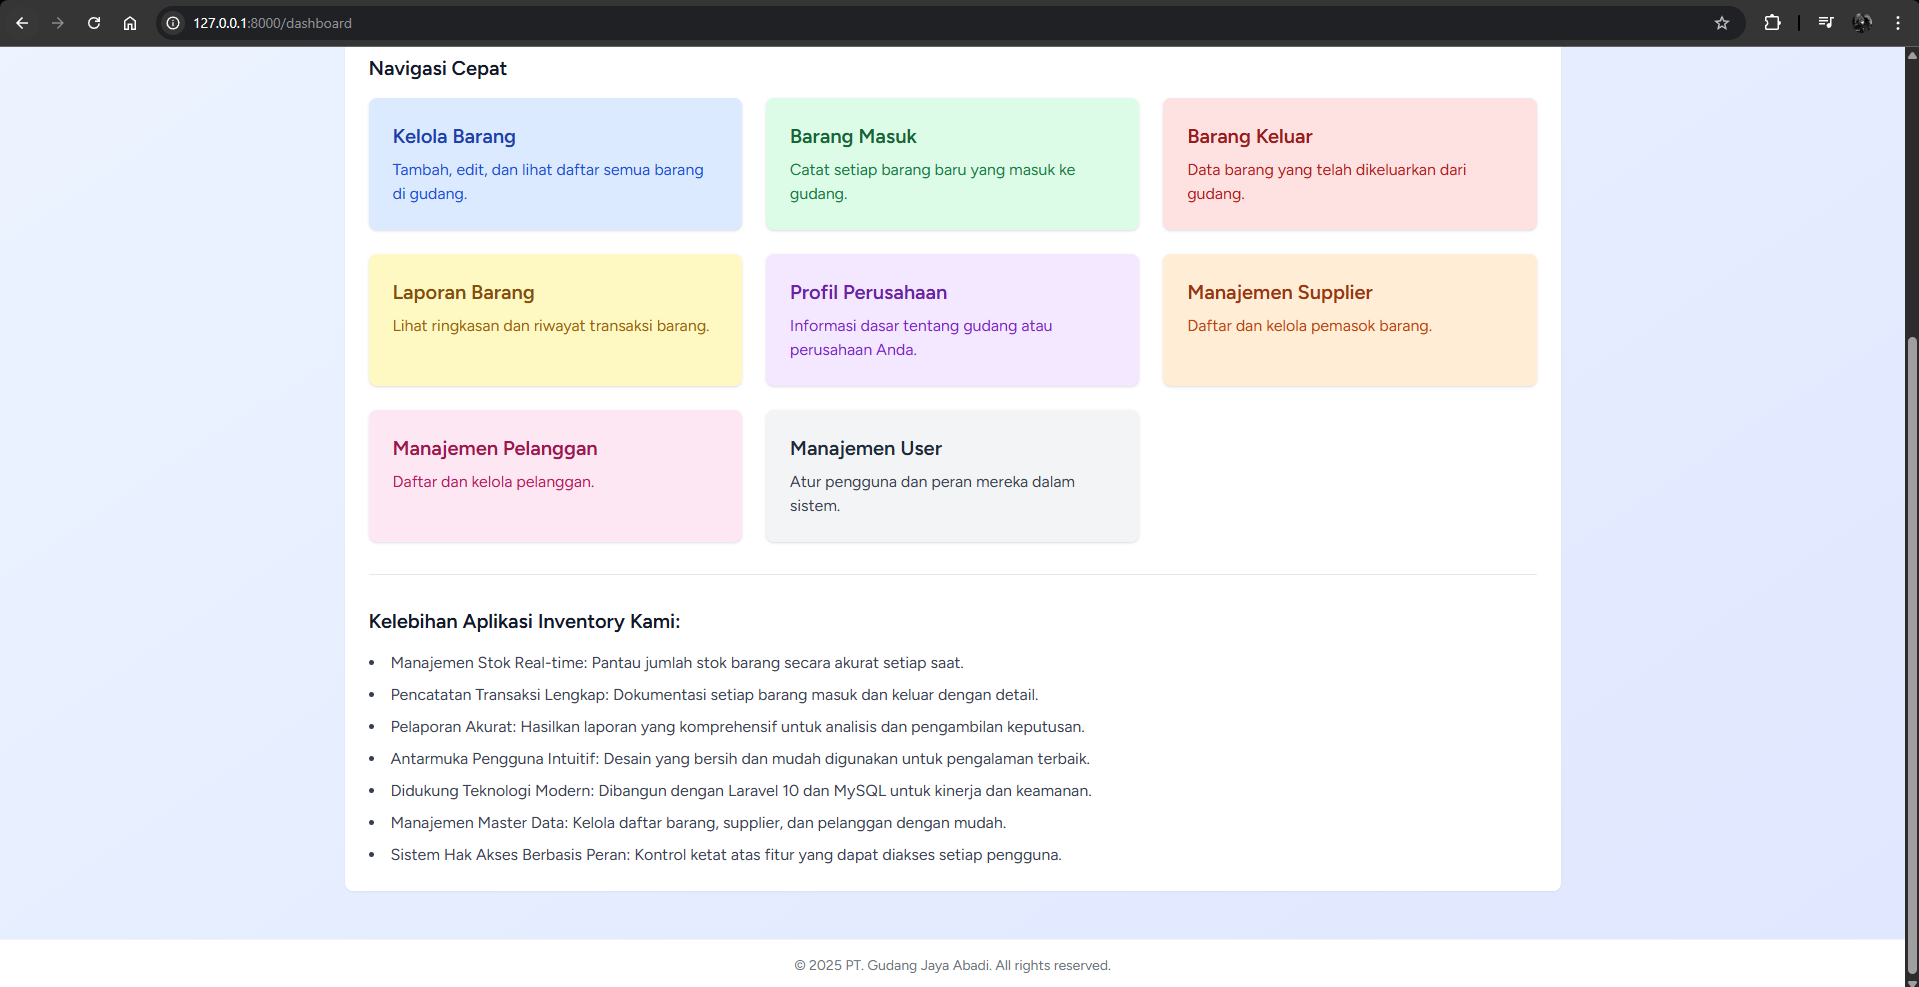 127.0.0.1:8000/dashboard
Navigasi Cepat
Kelola Barang
Tambah, edit, dan lihat daftar semua barang
di gudang.
Barang Masuk
Catat setiap barang baru yang masuk ke
gudang.
Barang Keluar
Data barang yang telah dikeluarkan dari
gudang.
Laporan Barang
Lihat ringkasan dan riwayat transaksi barang.
Profil Perusahaan
Informasi dasar tentang gudang atau
perusahaan Anda.
Manajemen Supplier
Daftar dan kelola pemasok barang.
Manajemen Pelanggan
Daftar dan kelola pelanggan.
Manajemen User
Atur pengguna dan peran mereka dalam
sistem.
Kelebihan Aplikasi Inventory Kami:
• Manajemen Stok Real-time: Pantau jumlah stok barang secara akurat setiap saat.
• Pencatatan Transaksi Lengkap: Dokumentasi setiap barang masuk dan keluar dengan detail.
• Pelaporan Akurat: Hasilkan laporan yang komprehensif untuk analisis dan pengambilan keputusan.
• Antarmuka Pengguna Intuitif: Desain yang bersih dan mudah digunakan untuk pengalaman terbaik.
• Didukung Teknologi Modern: Dibangun dengan Laravel 10 dan MySQL untuk kinerja dan keamanan.
• Manajemen Master Data: Kelola daftar barang, supplier, dan pelanggan dengan mudah.
• Sistem Hak Akses Berbasis Peran: Kontrol ketat atas fitur yang dapat diakses setiap pengguna.
© 2025 PT. Gudang Jaya Abadi. All rights reserved.